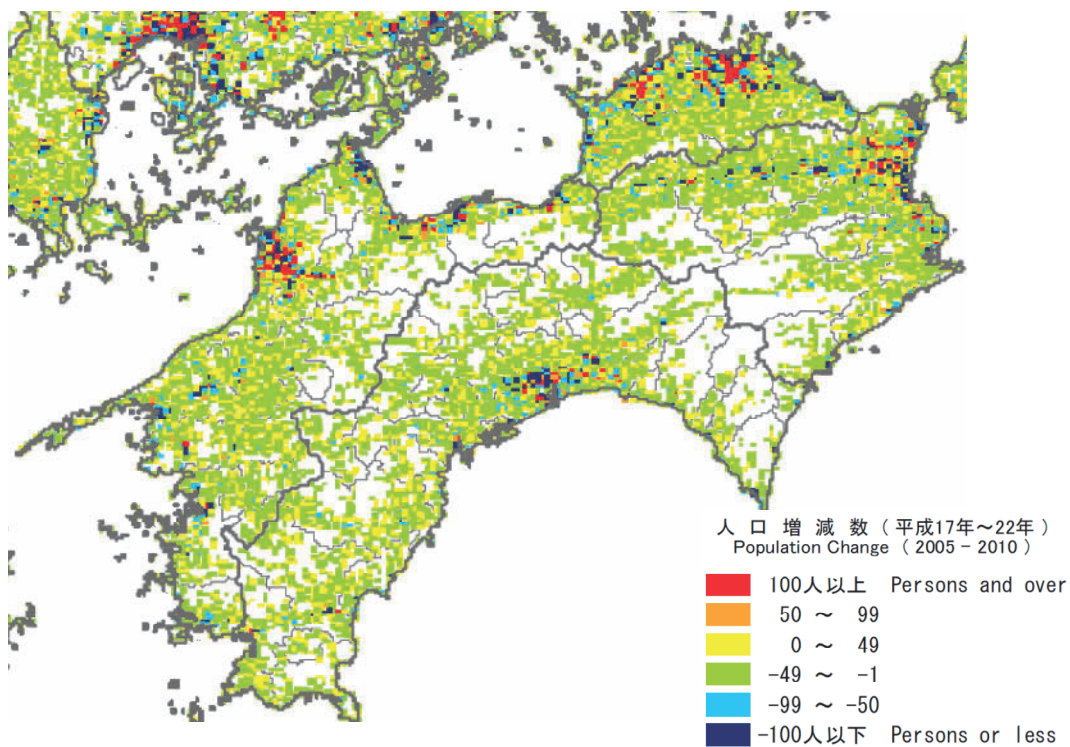 人口増減数（平成17年～22年）
Population Change （2005 - 2010）
100人以上 Persons and over
50 ～ 99
0 ～ 49
-49 ～ -1
-99 ～ -50
-100人以下 Persons or less